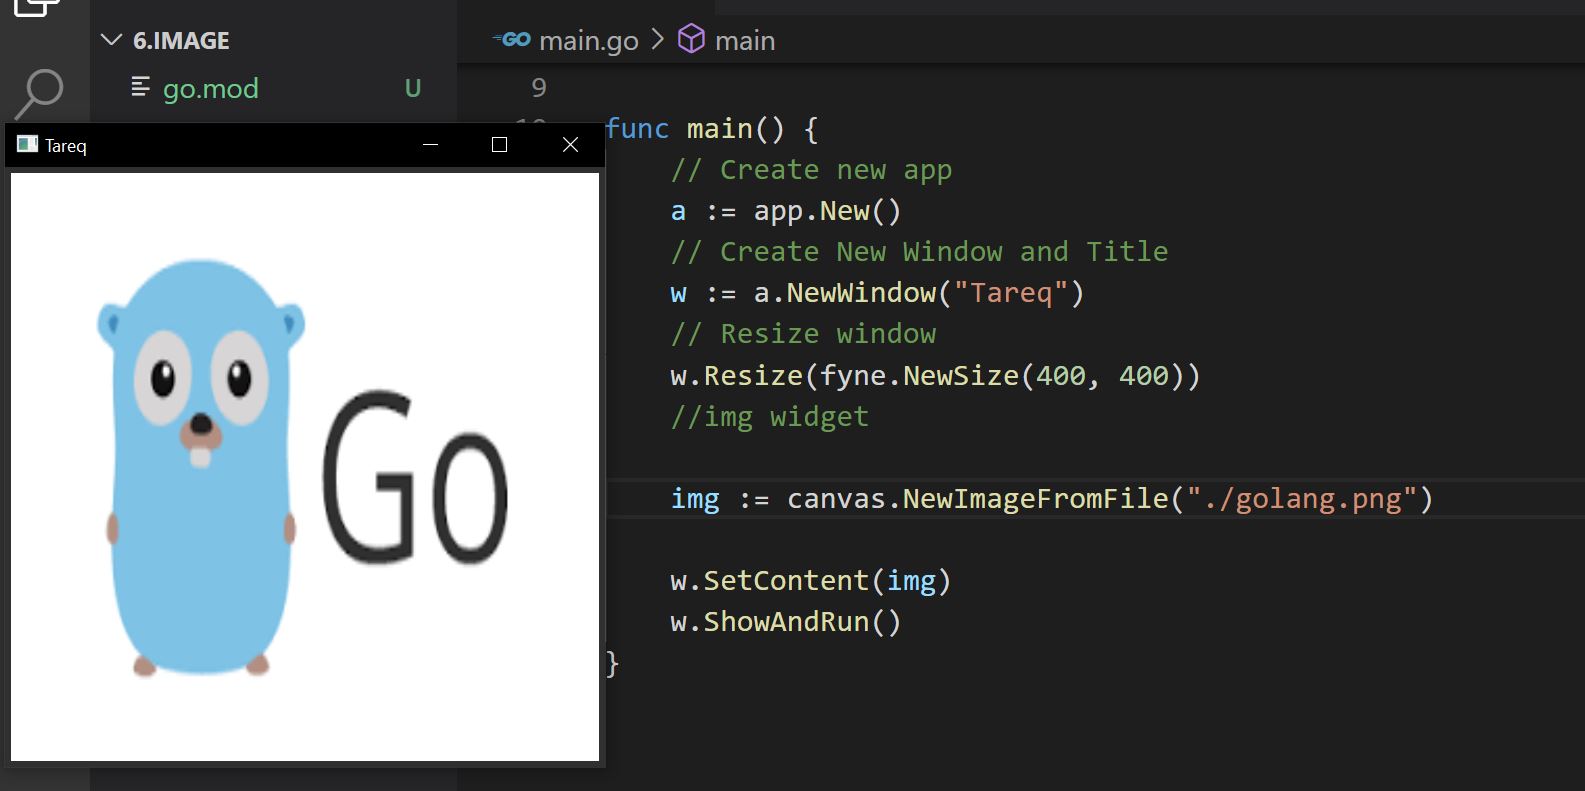 6.IMAGE
go.mod U
GO main.go > main
9
10
Tareq
Go
func main() {
// Create new app
a := app.New()
// Create New Window and Title
w := a.NewWindow("Tareq")
// Resize window
w.Resize(fyne.NewSize(400, 400))
//img widget
img := canvas.NewImageFromFile("./golang.png")
w.SetContent(img)
w.ShowAndRun()
}